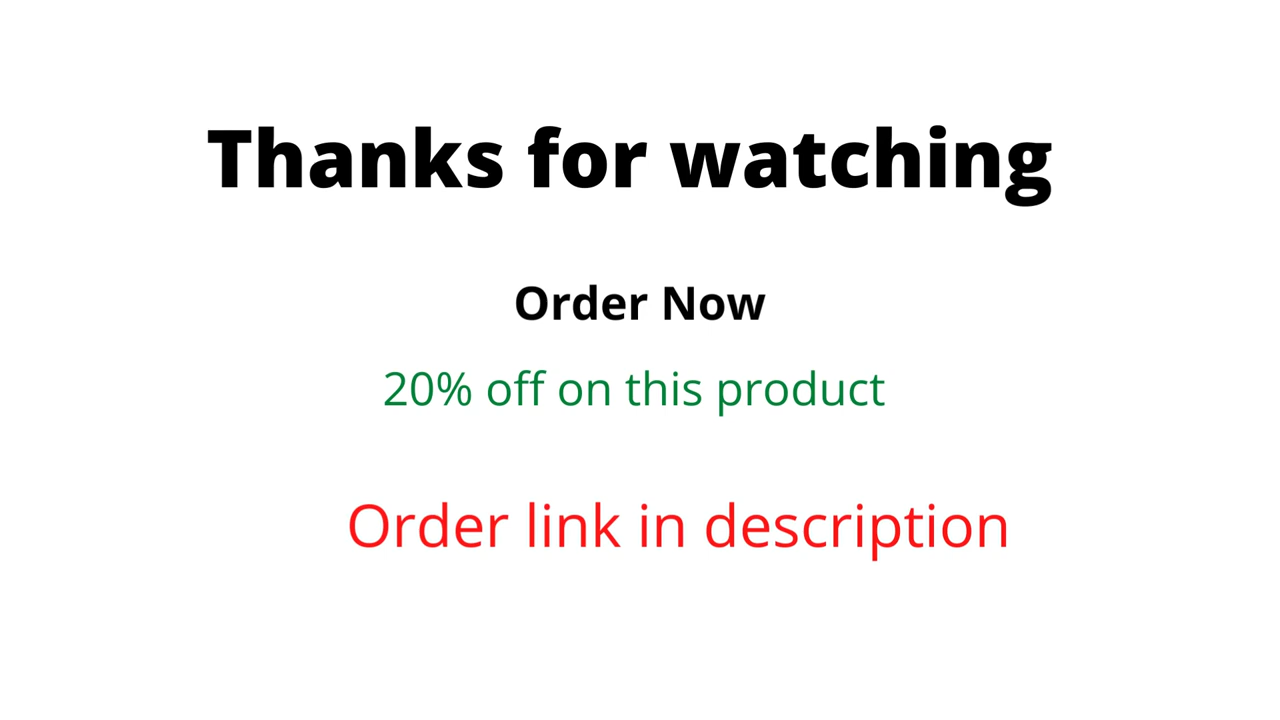 Thanks for watching
Order Now
20% off on this product
Order link in description